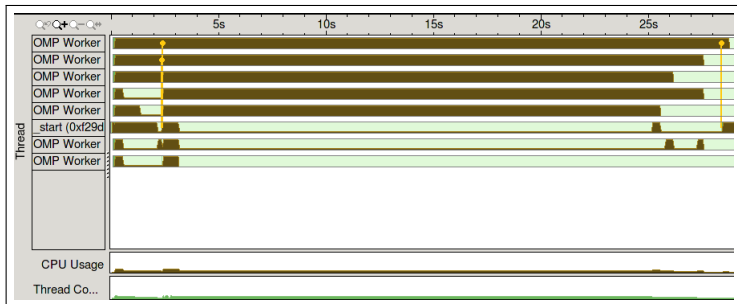 5s 10s 15s 20s 25s
Thread
OMP Worker
OMP Worker
OMP Worker
OMP Worker
OMP Worker
_start (0xf29d
OMP Worker
OMP Worker
CPU Usage
Thread Co...